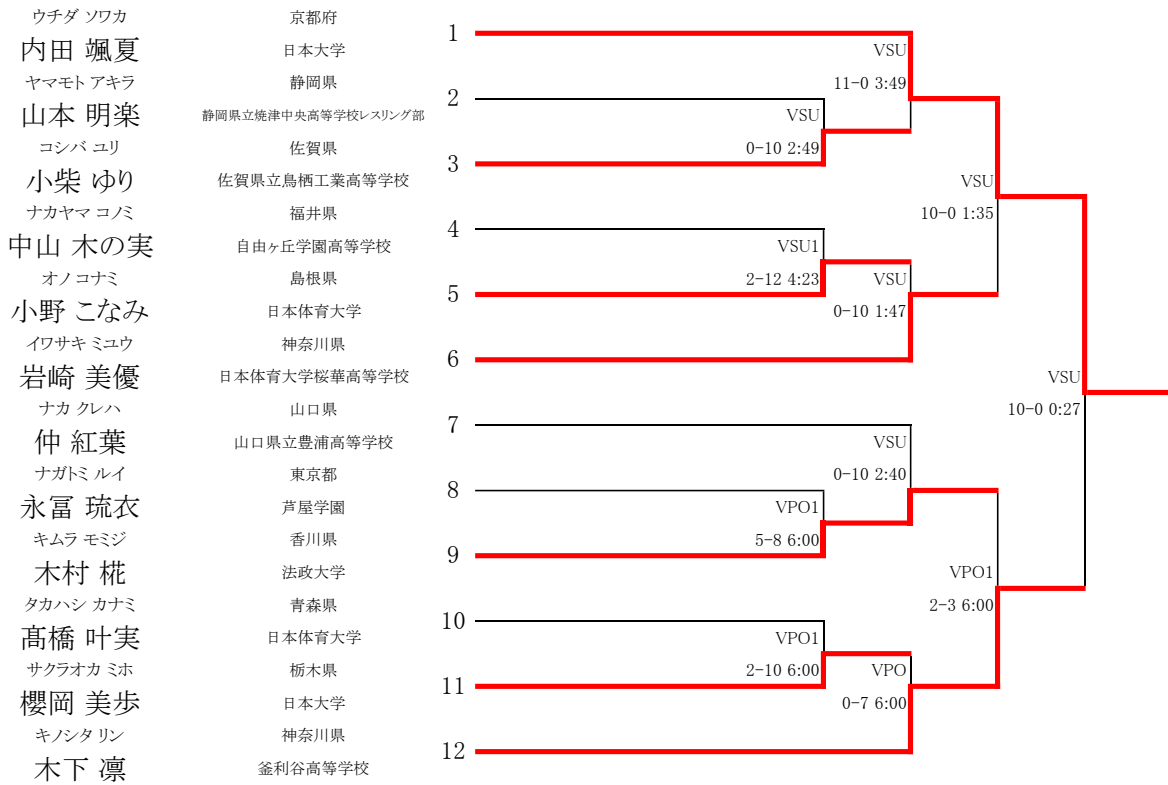 ウチダ ソワカ 京都府
1
内田 颯夏 日本大学 VSU
ヤマモト アキラ 静岡県 11-0 3:49
2
山本 明楽 静岡県立焼津中央高等学校レスリング部 VSU
コシバ ユリ 佐賀県 0-10 2:49
3
小柴 ゆり 佐賀県立鳥栖工業高等学校 VSU
ナカヤマ コノミ 福井県 10-0 1:35
4
中山 木の実 自由ヶ丘学園高等学校 VSU1
オノ コナミ 島根県 2-12 4:23 VSU
5
小野 こなみ 日本体育大学 0-10 1:47
イワサキ ミユウ 神奈川県
6
岩崎 美優 日本体育大学桜華高等学校 VSU
ナカ クレハ 山口県 10-0 0:27
7
仲 紅葉 山口県立豊浦高等学校 VSU
ナガトミ ルイ 東京都 0-10 2:40
8
永冨 琉衣 芦屋学園 VPO1
キムラ モミジ 香川県 5-8 6:00
9
木村 椛 法政大学 VPO1
タカハシ カナミ 青森県 2-3 6:00
10
髙橋 叶実 日本体育大学 VPO1
サクラオカ ミホ 栃木県 2-10 6:00 VPO
11
櫻岡 美歩 日本大学 0-7 6:00
キノシタ リン 神奈川県
12
木下 凛 釜利谷高等学校